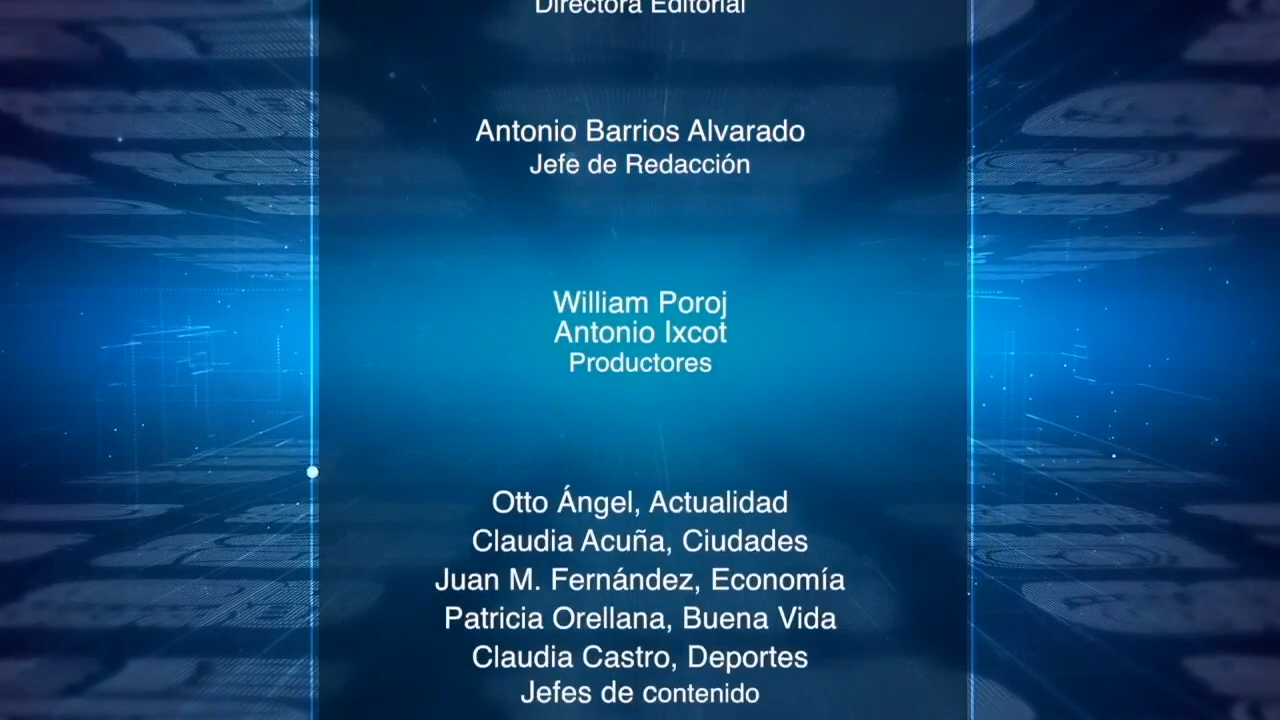 Directora Editorial
Antonio Barrios Alvarado
Jefe de Redacción
William Poroj
Antonio Ixcot
Productores
Otto Ángel, Actualidad
Claudia Acuña, Ciudades
Juan M. Fernández, Economía
Patricia Orellana, Buena Vida
Claudia Castro, Deportes
Jefes de contenido